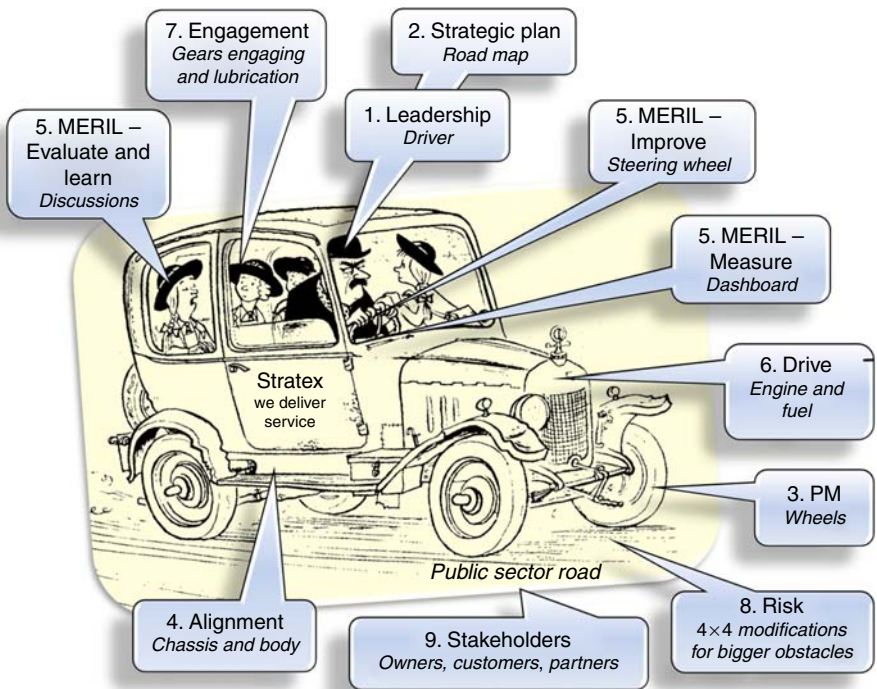 7. Engagement
Gears engaging
and lubrication
2. Strategic plan
Road map
1. Leadership
Driver
5. MERIL –
Improve
Steering wheel
5. MERIL –
Evaluate and
learn
Discussions
5. MERIL –
Measure
Dashboard
6. Drive
Engine and
fuel
Stratex
we deliver
service
3. PM
Wheels
Public sector road
4. Alignment
Chassis and body
9. Stakeholders
Owners, customers, partners
8. Risk
4×4 modifications
for bigger obstacles